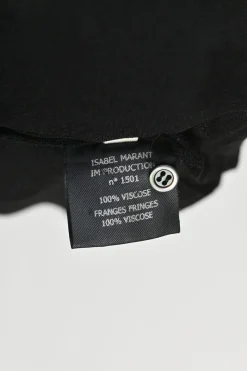 ISABEL MARANT
IM PRODUCTION
n° 1501
100% VISCOSE
FRANGES FRINGES
100% VISCOSE